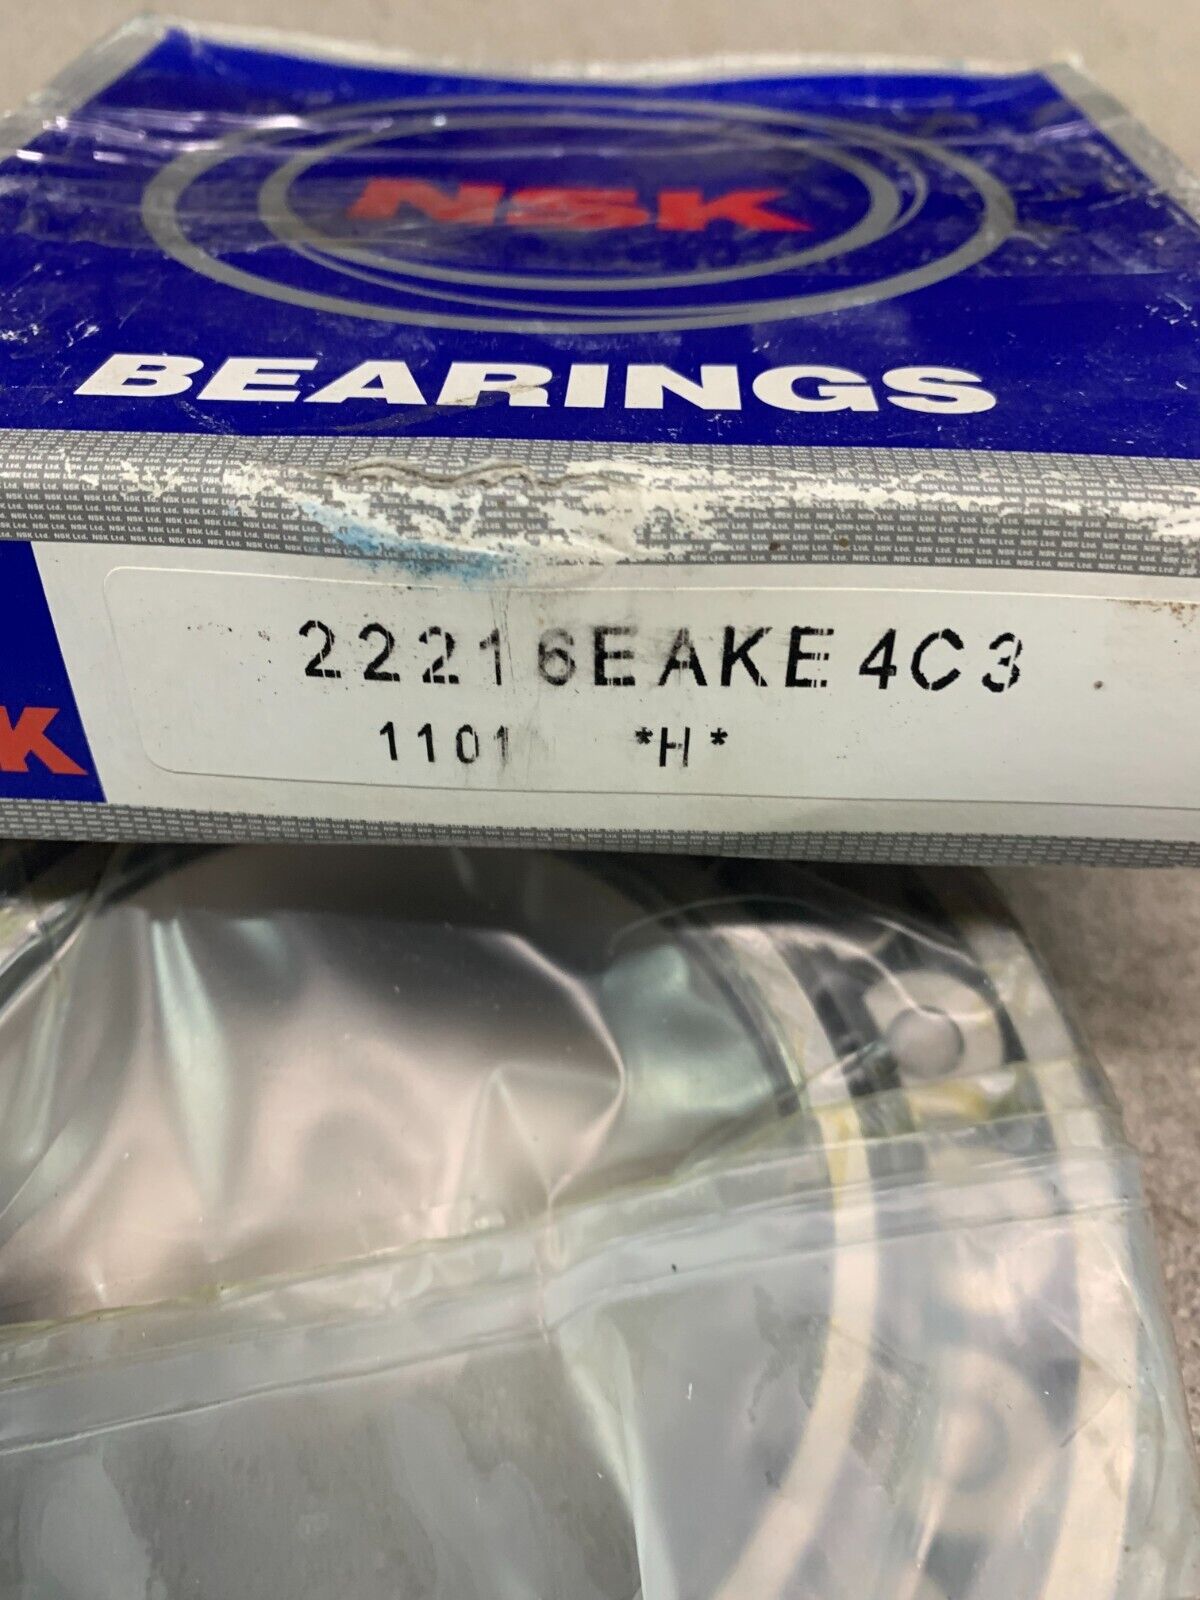 NSK
BEARINGS
22216EAKE4C3
1101 *H*
K